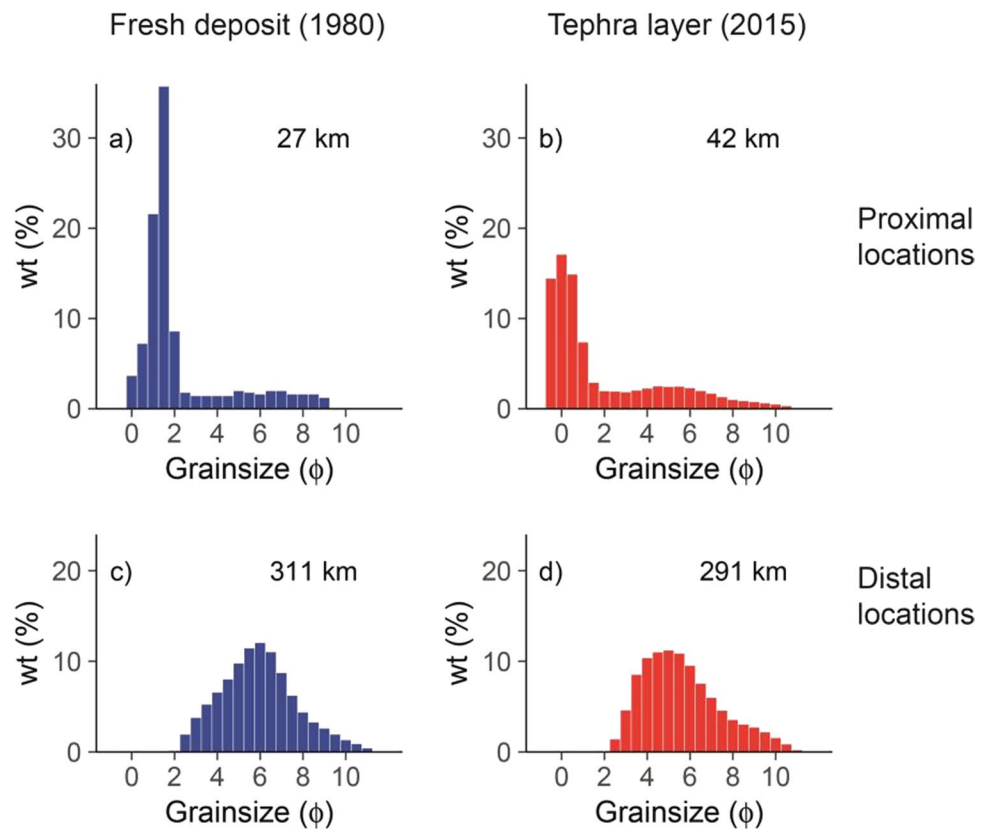 Fresh deposit (1980)
Tephra layer (2015)
30
20
10
0
wt (%)
a)
27 km
0 2 4 6 8 10
Grainsize (ϕ)
30
20
10
0
wt (%)
b)
42 km
0 2 4 6 8 10
Grainsize (ϕ)
Proximal
locations
20
10
0
wt (%)
c)
311 km
0 2 4 6 8 10
Grainsize (ϕ)
20
10
0
wt (%)
d)
291 km
0 2 4 6 8 10
Grainsize (ϕ)
Distal
locations